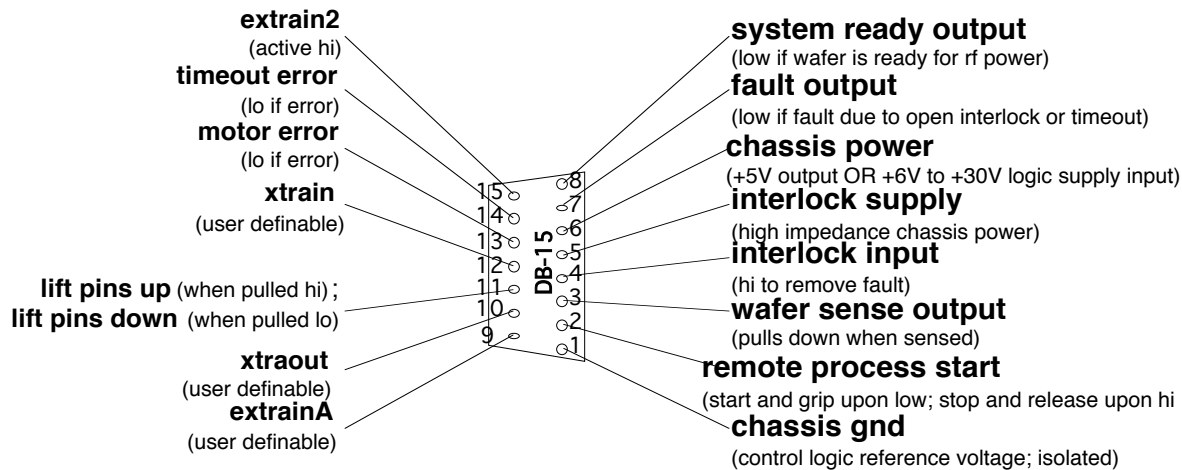 extrain2
(active hi)
timeout error
(lo if error)
motor error
(lo if error)
xtrain
(user definable)
lift pins up (when pulled hi) ;
lift pins down (when pulled lo)
xtraout
(user definable)
extrainA
(user definable)
15
14
13
12
11
10
9
DB-15
8
7
6
5
4
3
2
1
system ready output
(low if wafer is ready for rf power)
fault output
(low if fault due to open interlock or timeout)
chassis power
(+5V output OR +6V to +30V logic supply input)
interlock supply
(high impedance chassis power)
interlock input
(hi to remove fault)
wafer sense output
(pulls down when sensed)
remote process start
(start and grip upon low; stop and release upon hi
chassis gnd
(control logic reference voltage; isolated)